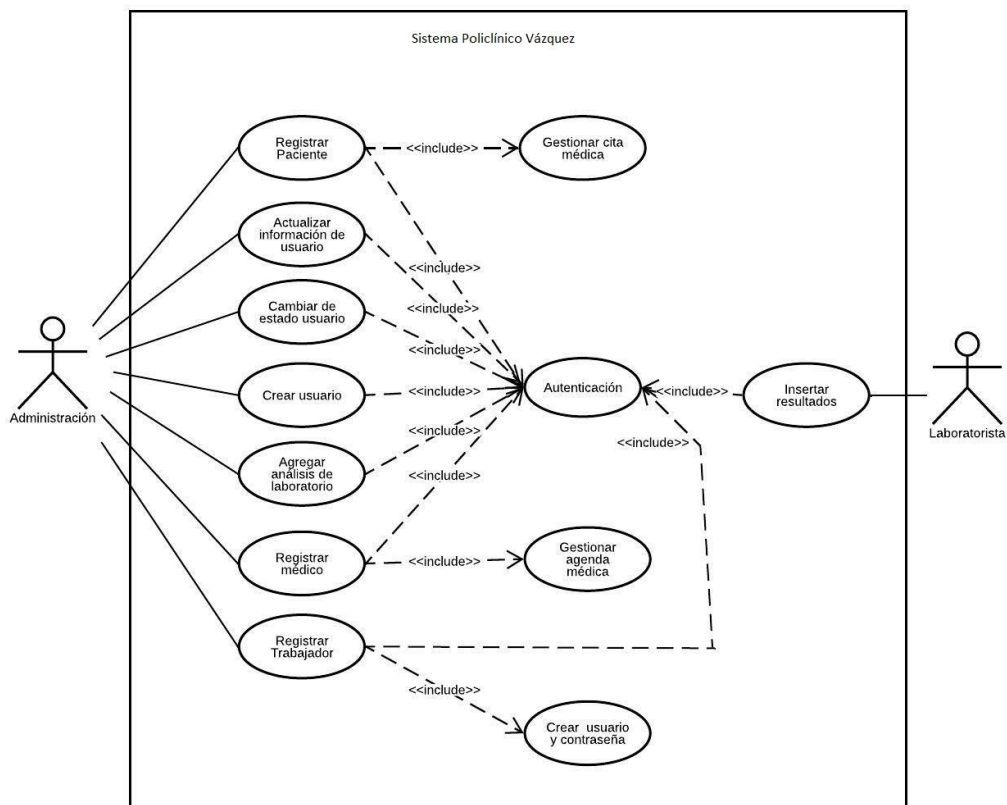 Sistema Policlínico Vázquez
Registrar
Paciente
<<include>>
Gestionar cita
médica
Actualizar
información de
usuario
<<include>>
Cambiar de
estado usuario
<<include>>
<<include>>
Administración
Crear usuario
<<include>>
Autenticación
<<include>>
Insertar
resultados
Laboratorista
Agregar
análisis de
laboratorio
<<include>>
<<include>>
<<include>>
Registrar
médico
<<include>>
Gestionar
agenda
médica
Registrar
Trabajador
<<include>>
Crear usuario
y contraseña